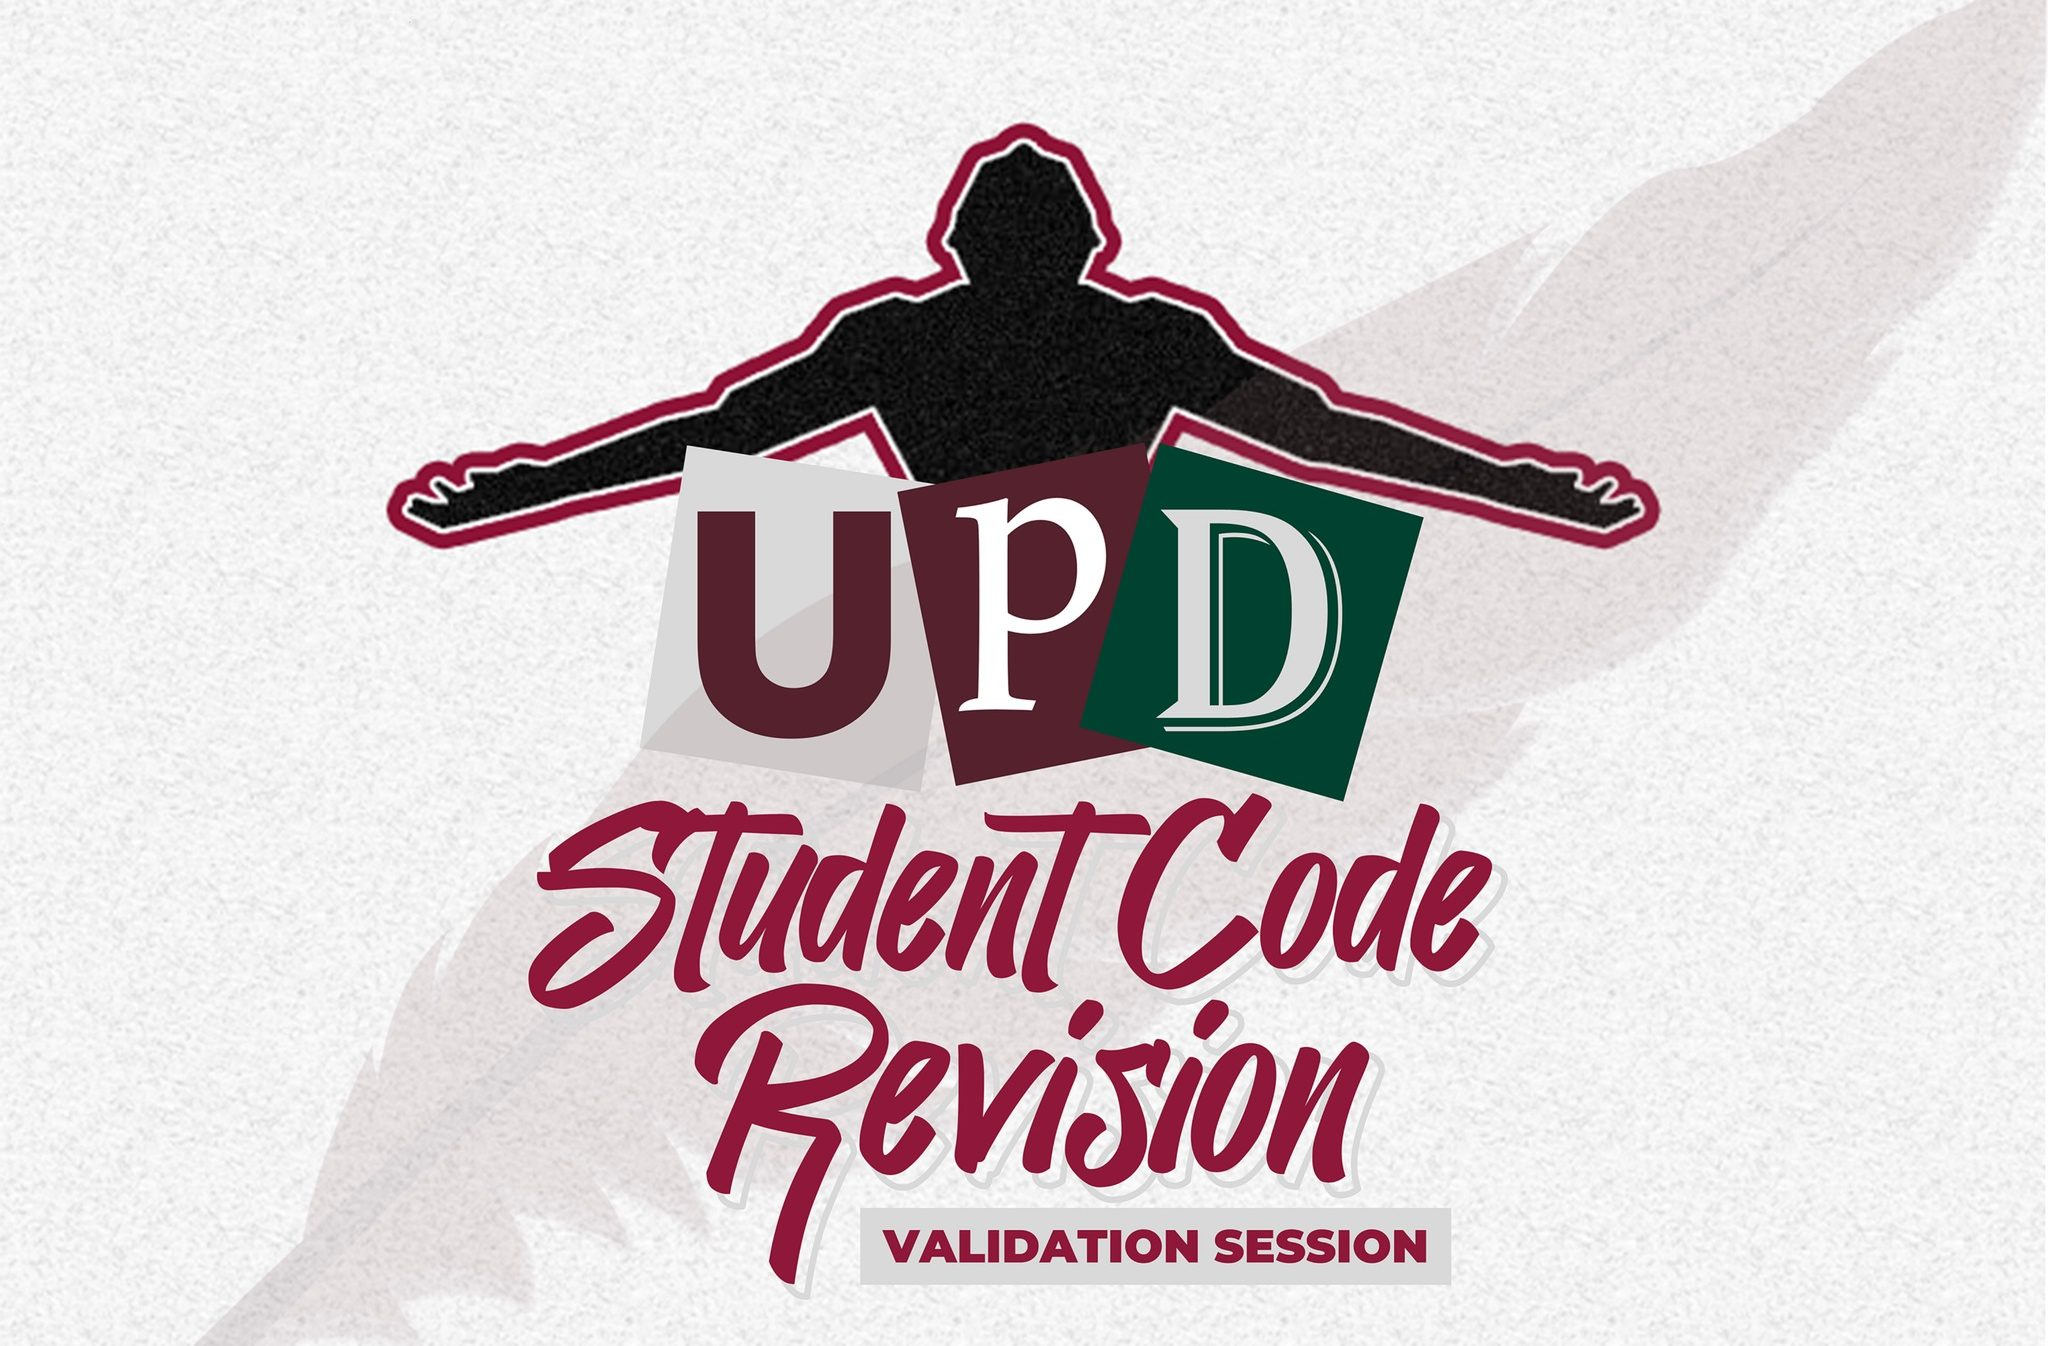 UPD
Student Code
Revision
VALIDATION SESSION